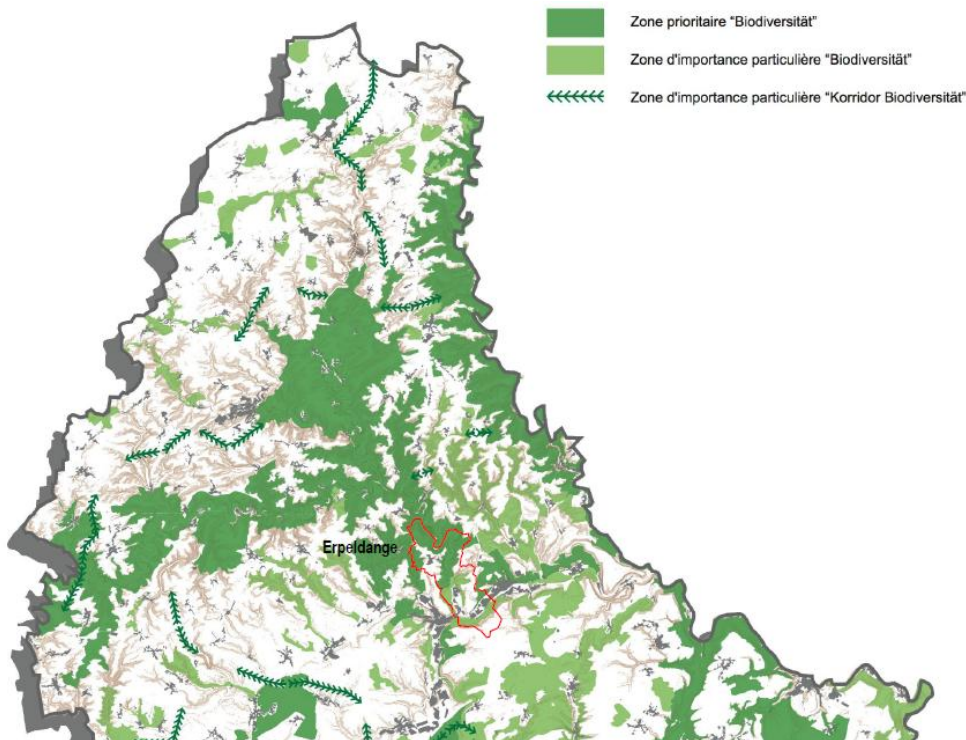 Zone prioritaire "Biodiversität"
Zone d'importance particulière "Biodiversität"
Zone d'importance particulière "Korridor Biodiversität"
Erpeldange